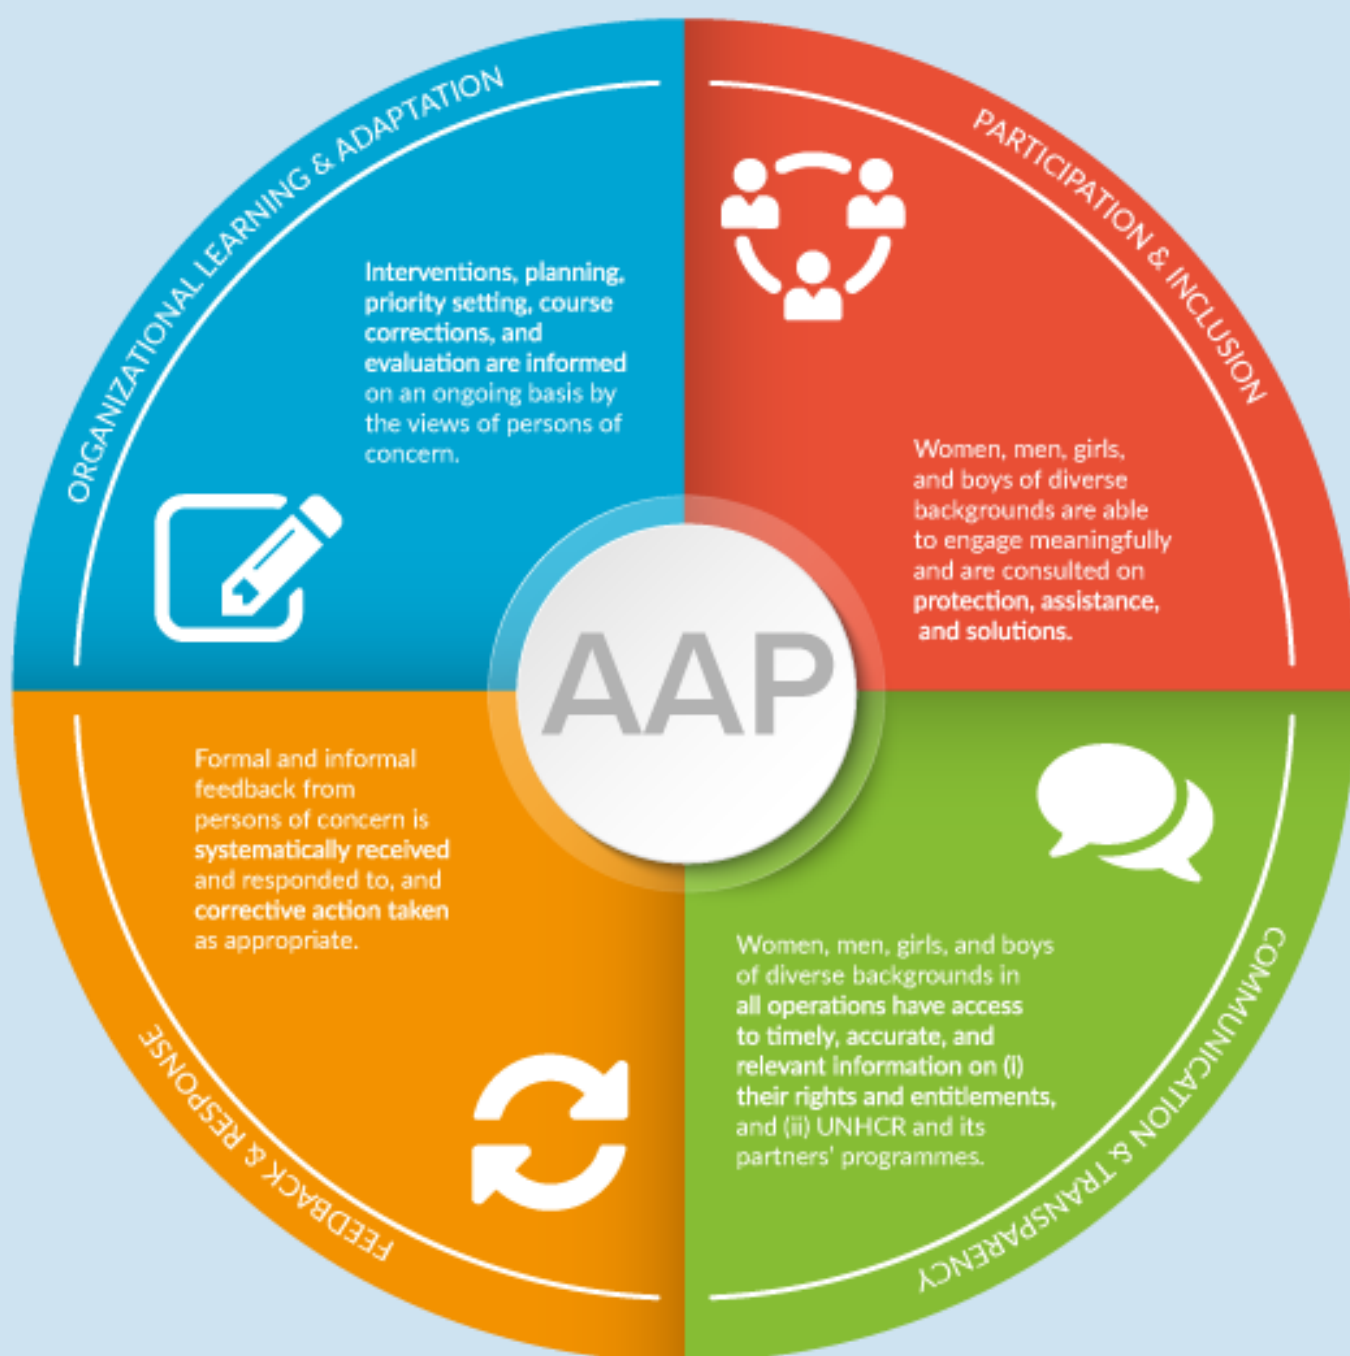 ORGANIZATIONAL LEARNING & ADAPTATION
Interventions, planning,
priority setting, course
corrections, and
evaluation are informed
on an ongoing basis by
the views of persons of
concern.
PARTICIPATION & INCLUSION
Women, men, girls,
and boys of diverse
backgrounds are able
to engage meaningfully
and are consulted on
protection, assistance,
and solutions.
AAP
Formal and informal
feedback from
persons of concern is
systematically received
and responded to, and
corrective action taken
as appropriate.
FEEDBACK & RESPONSE
Women, men, girls, and boys
of diverse backgrounds in
all operations have access
to timely, accurate, and
relevant information on (i)
their rights and entitlements,
and (ii) UNHCR and its
partners' programmes.
COMMUNICATION & TRANSPARENCY